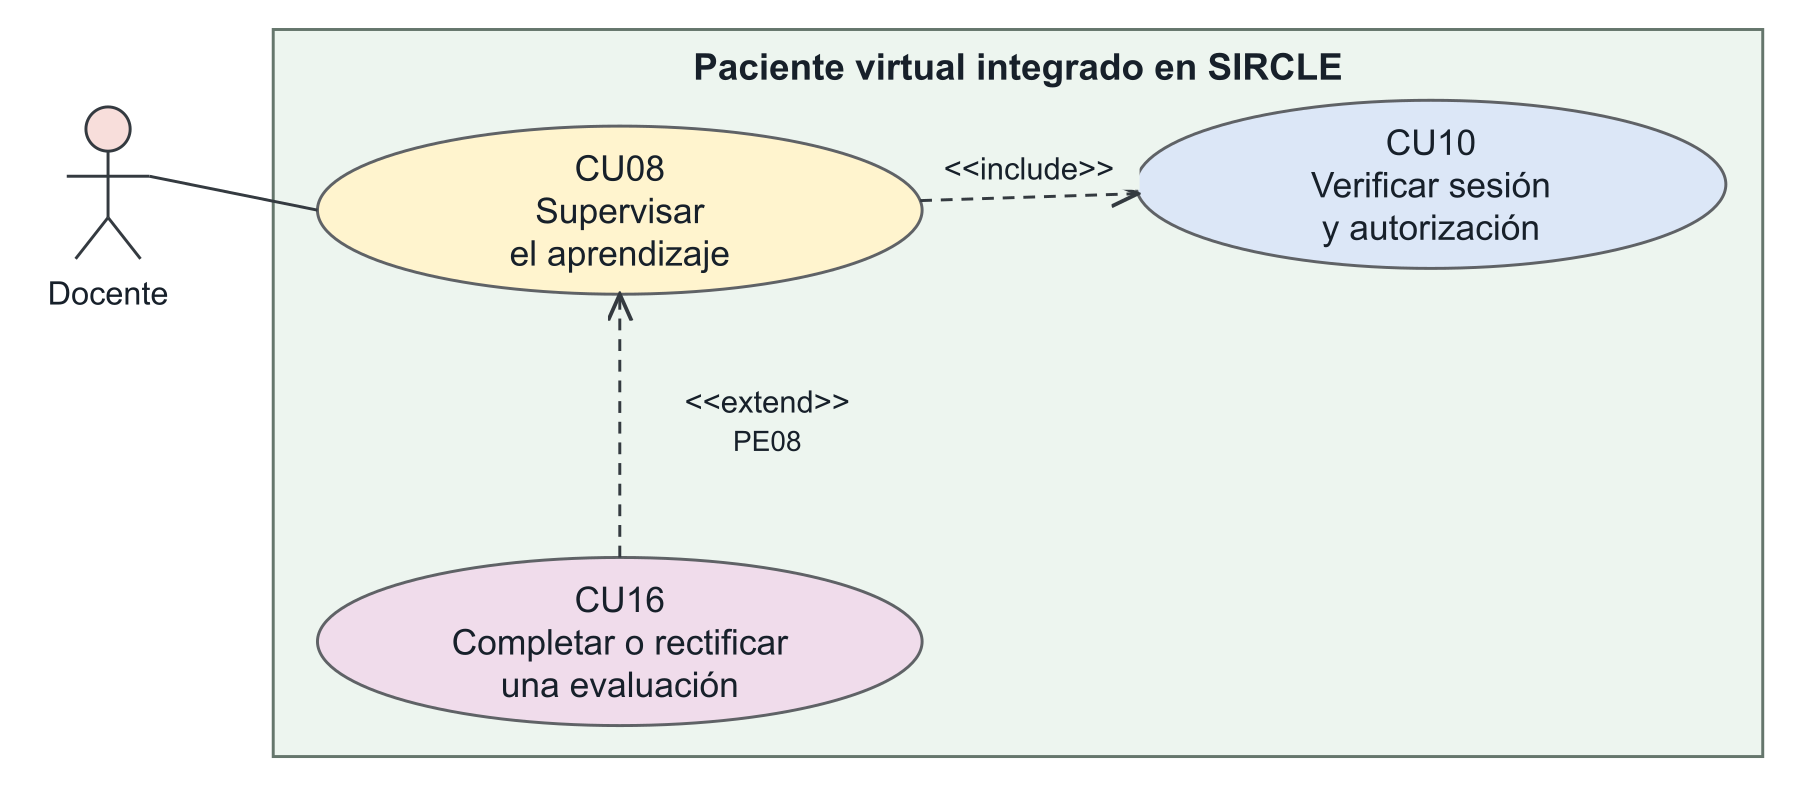 Paciente virtual integrado en SIRCLE
Docente
CU08
Supervisar
el aprendizaje
<<include>>
CU10
Verificar sesión
y autorización
<<extend>>
PE08
CU16
Completar o rectificar
una evaluación